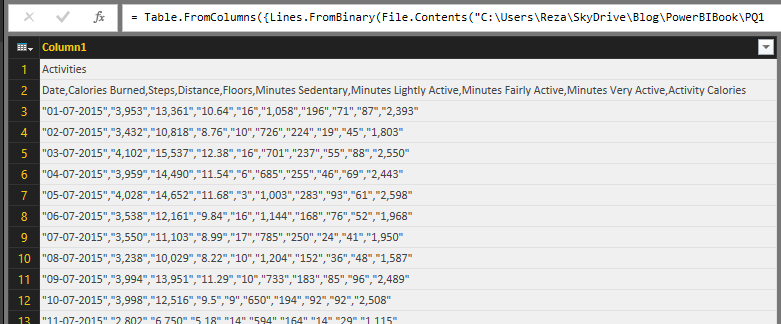 = Table.FromColumns({Lines.FromBinary(File.Contents("C:\Users\Reza\SkyDrive\Blog\PowerBIBook\PQ1
Column1
1 Activities
2 Date,Calories Burned,Steps,Distance,Floors,Minutes Sedentary,Minutes Lightly Active,Minutes Fairly Active,Minutes Very Active,Activity Calories
3 "01-07-2015","3,953","13,361","10.64","16","1,058","196","71","87","2,393"
4 "02-07-2015","3,432","10,818","8.76","10","726","224","19","45","1,803"
5 "03-07-2015","4,102","15,537","12.38","16","701","237","55","88","2,550"
6 "04-07-2015","3,959","14,490","11.54","6","685","255","46","69","2,443"
7 "05-07-2015","4,028","14,652","11.68","3","1,003","283","93","61","2,598"
8 "06-07-2015","3,538","12,161","9.84","16","1,144","168","76","52","1,968"
9 "07-07-2015","3,550","11,103","8.99","17","785","250","24","41","1,950"
10 "08-07-2015","3,238","10,029","8.22","10","1,204","152","36","48","1,587"
11 "09-07-2015","3,994","13,951","11.29","10","733","183","85","96","2,489"
12 "10-07-2015","3,998","12,516","9.5","9","650","194","92","92","2,508"
13 "11-07-2015","2,802","6,750","5.18","14","594","164","14","29","1,115"